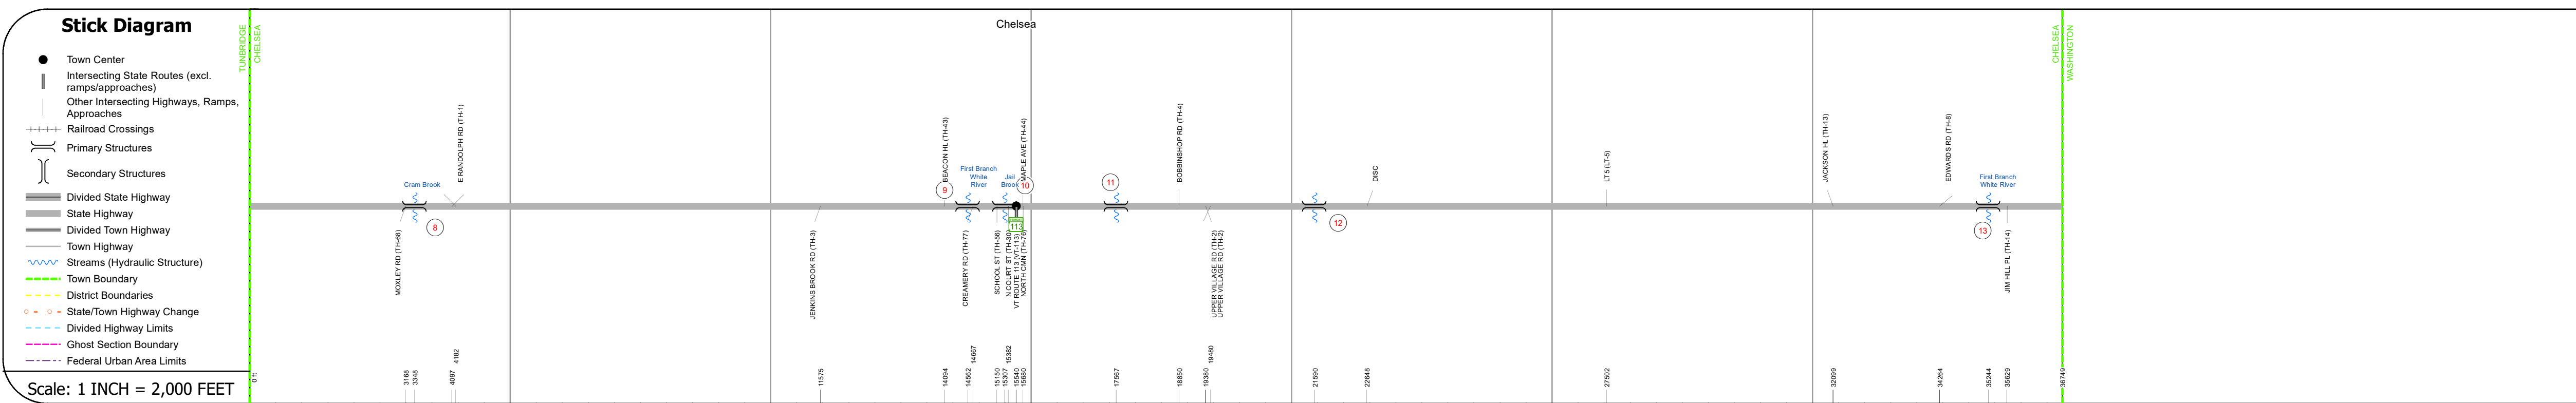 Stick Diagram
Town Center
Intersecting State Routes (excl.
ramps/approaches)
Other Intersecting Highways, Ramps,
Approaches
Railroad Crossings
Primary Structures
Secondary Structures
Divided State Highway
State Highway
Divided Town Highway
Town Highway
Streams (Hydraulic Structure)
Town Boundary
District Boundaries
State/Town Highway Change
Divided Highway Limits
Ghost Section Boundary
Federal Urban Area Limits
Scale: 1 INCH = 2,000 FEET
TUNBRIDGE
CHELSEA
Chelsea
CHELSEA
WASHINGTON
Cram Brook
E RANDOLPH RD (TH-1)
BEACON HL (TH-43)
First Branch
White
River
Jail
Brook
MAPLE AVE (TH-44)
BOBBINSHOP RD (TH-4)
DISC
LT 5 (LT-5)
JACKSON HL (TH-13)
EDWARDS RD (TH-8)
First Branch
White River
8
9
10
11
12
13
113
MOXLEY RD (TH-68)
JENKINS BROOK RD (TH-3)
CREAMERY RD (TH-77)
SCHOOL ST (TH-56)
N COURT ST (TH-30)
VT ROUTE 113 (VT-113)
NORTH CMN (TH-76)
UPPER VILLAGE RD (TH-2)
UPPER VILLAGE RD (TH-2)
JIM HILL PL (TH-14)
0 ft
3168
3348
4097
4182
11575
14094
14562
14667
15150
15307
15382
15540
15680
17567
18850
19380
19480
21590
22648
27502
32099
34264
35244
35629
36749